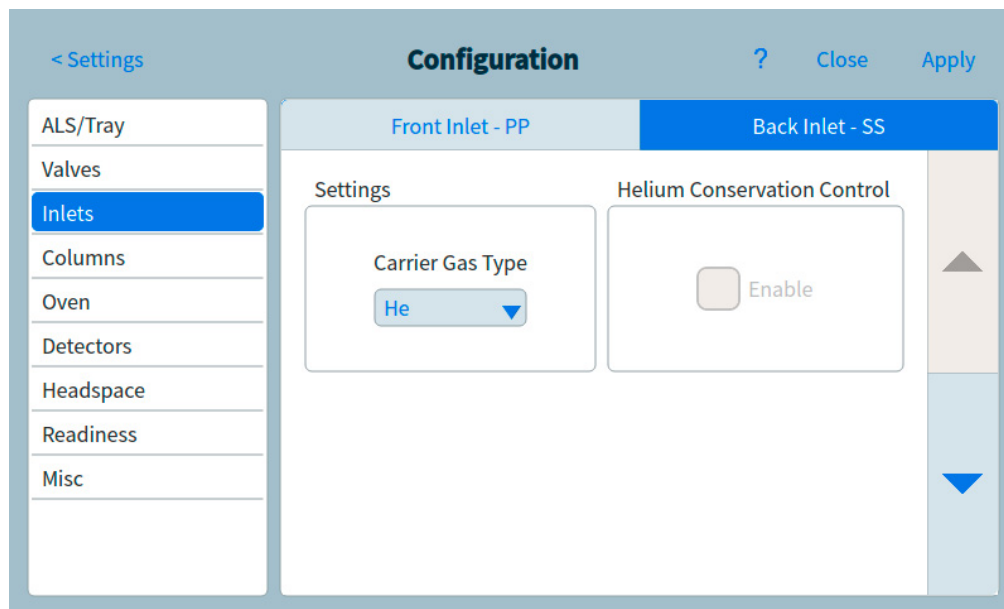 < Settings
Configuration
?
Close
Apply
ALS/Tray
Valves
Inlets
Columns
Oven
Detectors
Headspace
Readiness
Misc
Front Inlet - PP
Back Inlet - SS
Settings
Carrier Gas Type
He
Helium Conservation Control
Enable